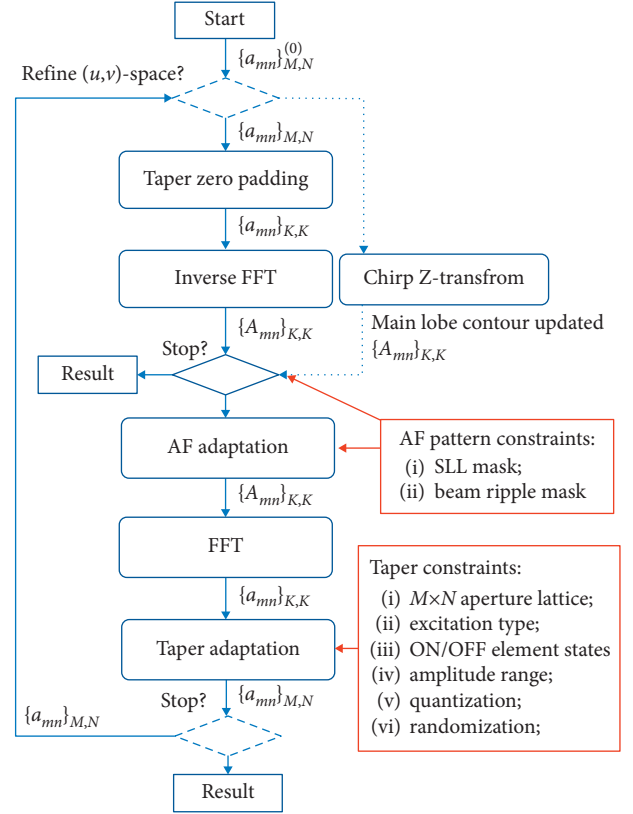 Start
{a_mn}^(0)_M,N
Refine (u,v)-space?
{a_mn}_M,N
Taper zero padding
{a_mn}_K,K
Inverse FFT
Chirp Z-transfrom
{A_mn}_K,K
Main lobe contour updated
{A_mn}_K,K
Stop?
Result
AF adaptation
AF pattern constraints:
(i) SLL mask;
(ii) beam ripple mask
{A_mn}_K,K
FFT
{a_mn}_K,K
Taper constraints:
(i) M×N aperture lattice;
(ii) excitation type;
(iii) ON/OFF element states
(iv) amplitude range;
(v) quantization;
(vi) randomization;
Taper adaptation
Stop?
{a_mn}_M,N
{a_mn}_M,N
Result